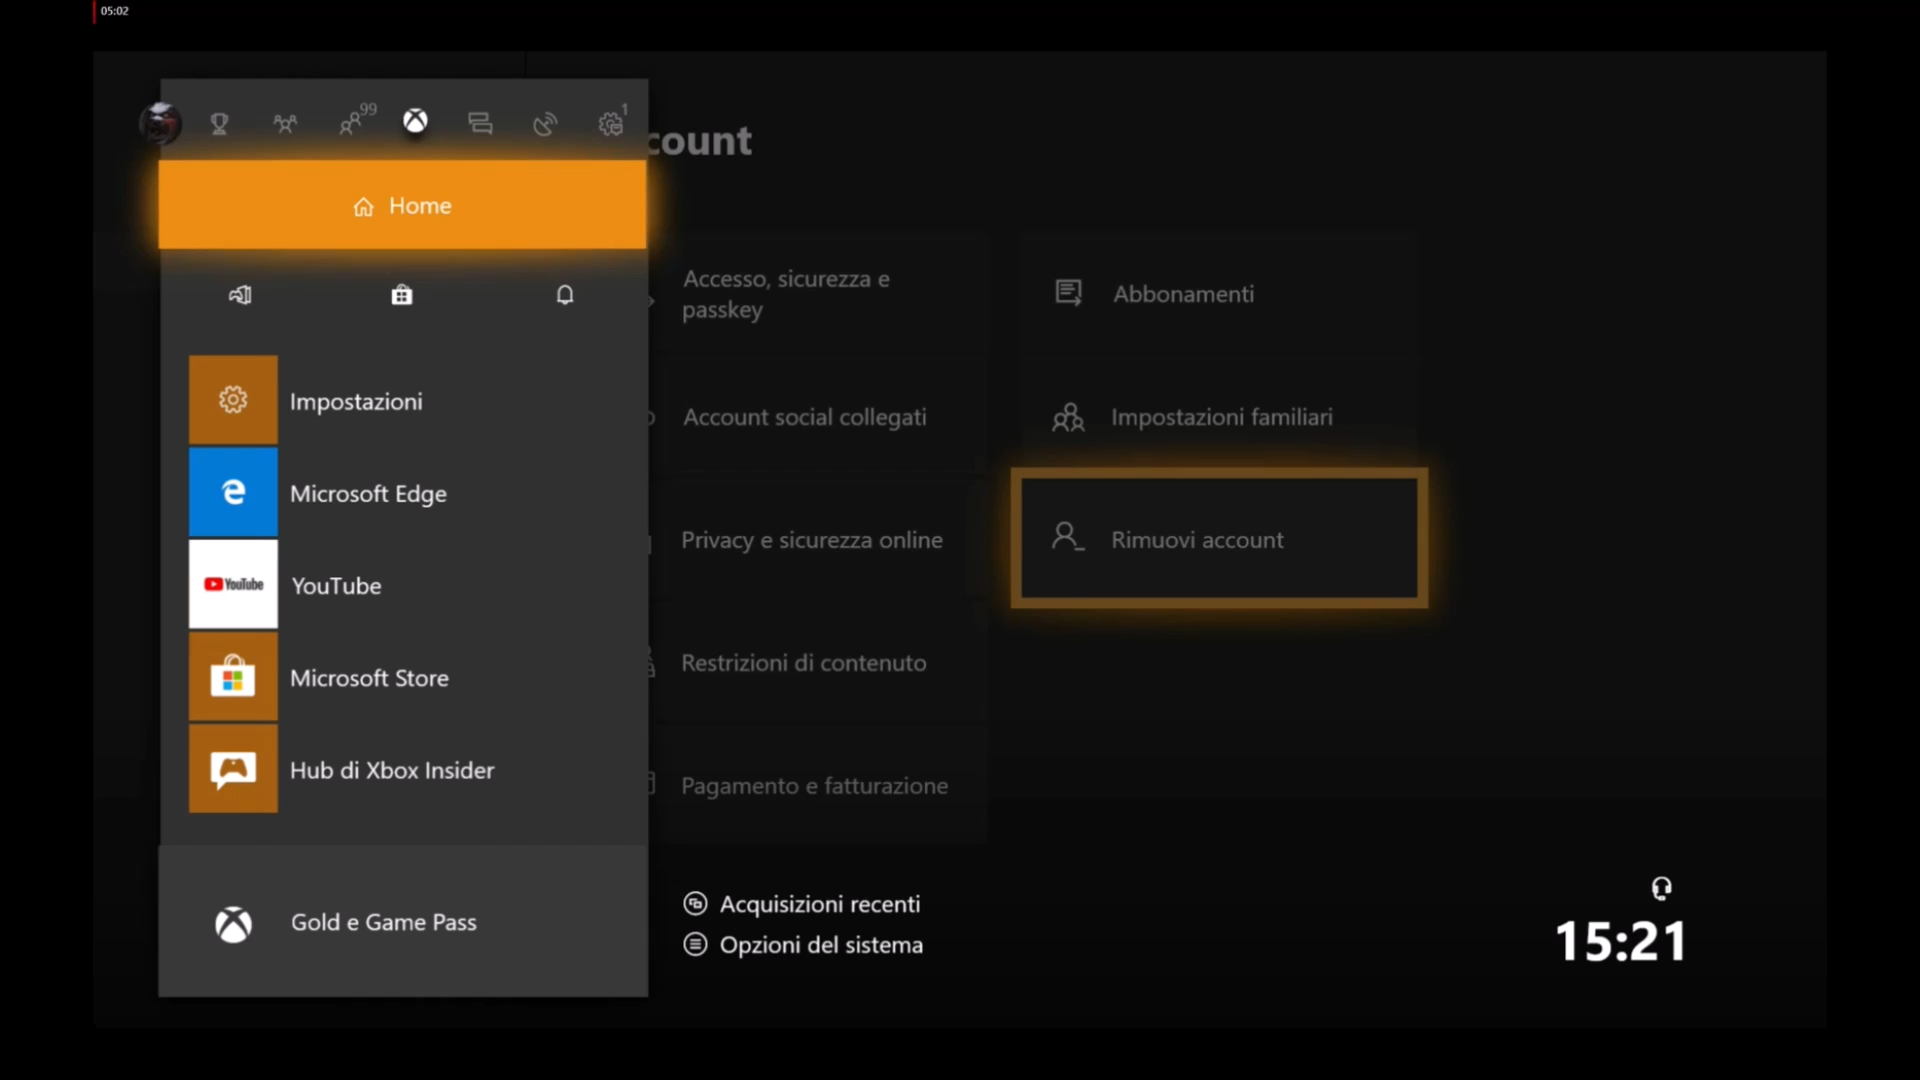 05:02
99
1
count
Home
Accesso, sicurezza e
passkey
Abbonamenti
Impostazioni
Account social collegati
Impostazioni familiari
Microsoft Edge
Privacy e sicurezza online
Rimuovi account
YouTube
YouTube
Restrizioni di contenuto
Microsoft Store
Hub di Xbox Insider
Pagamento e fatturazione
Gold e Game Pass
Acquisizioni recenti
Opzioni del sistema
15:21